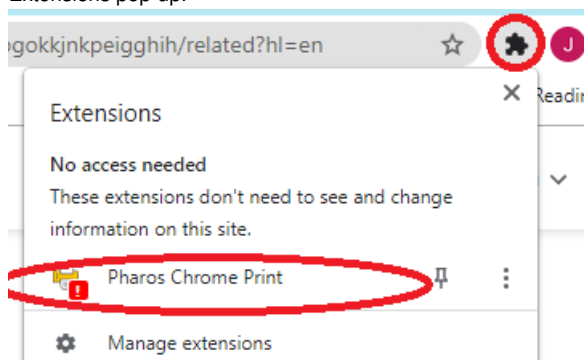 Extensions pop-up.
ogokkjnkpeigghih/related?hl=en
J
Extensions
No access needed
These extensions don't need to see and change
information on this site.
Pharos Chrome Print
Manage extensions